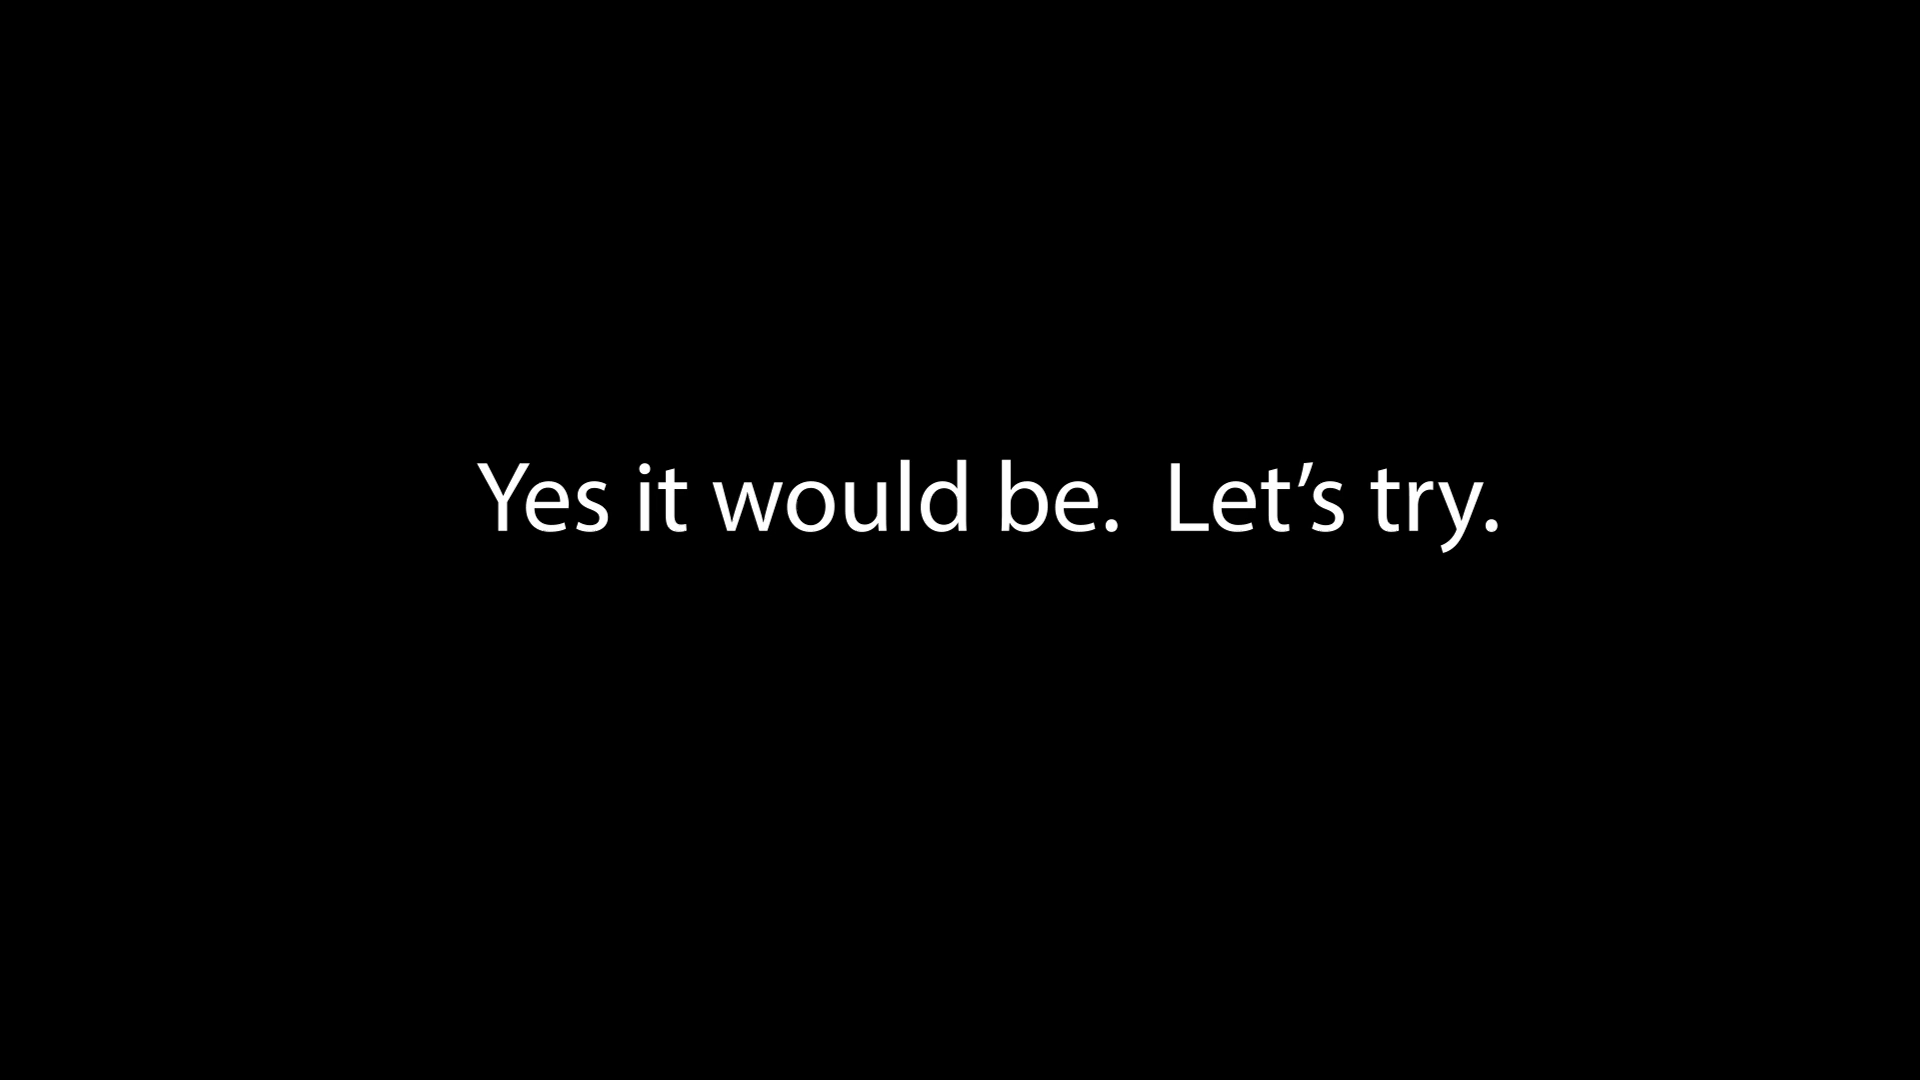 Yes it would be.  Let’s try.